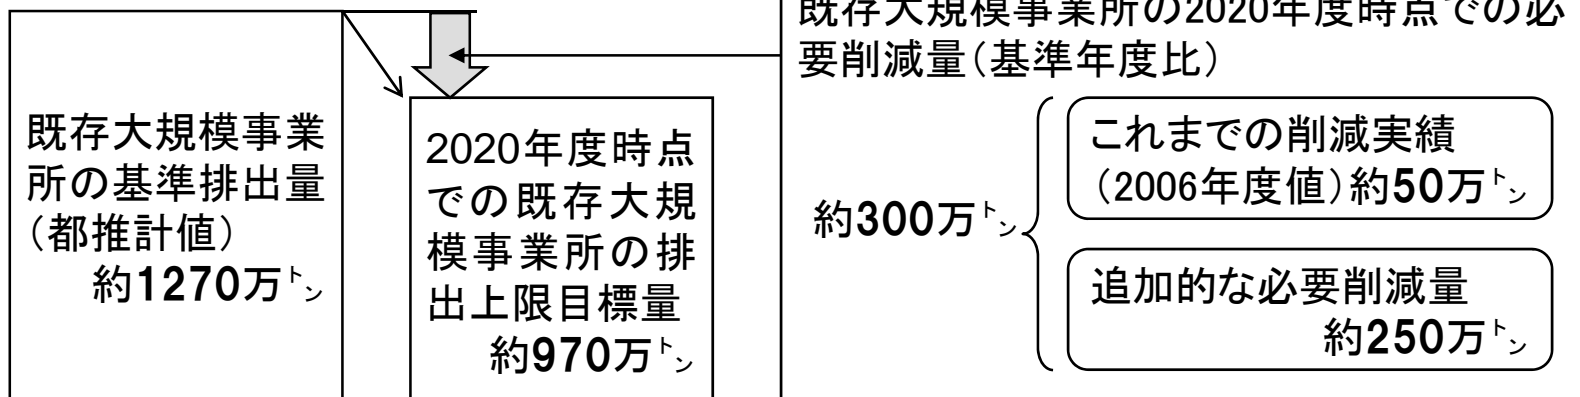 既存大規模事業
所の基準排出量
（都推計値）
約1270万トン
2020年度時点
での既存大規
模事業所の排
出上限目標量
約970万トン
既存大規模事業所の2020年度時点での必
要削減量（基準年度比）
約300万トン
これまでの削減実績
（2006年度値）約50万トン
追加的な必要削減量
約250万トン